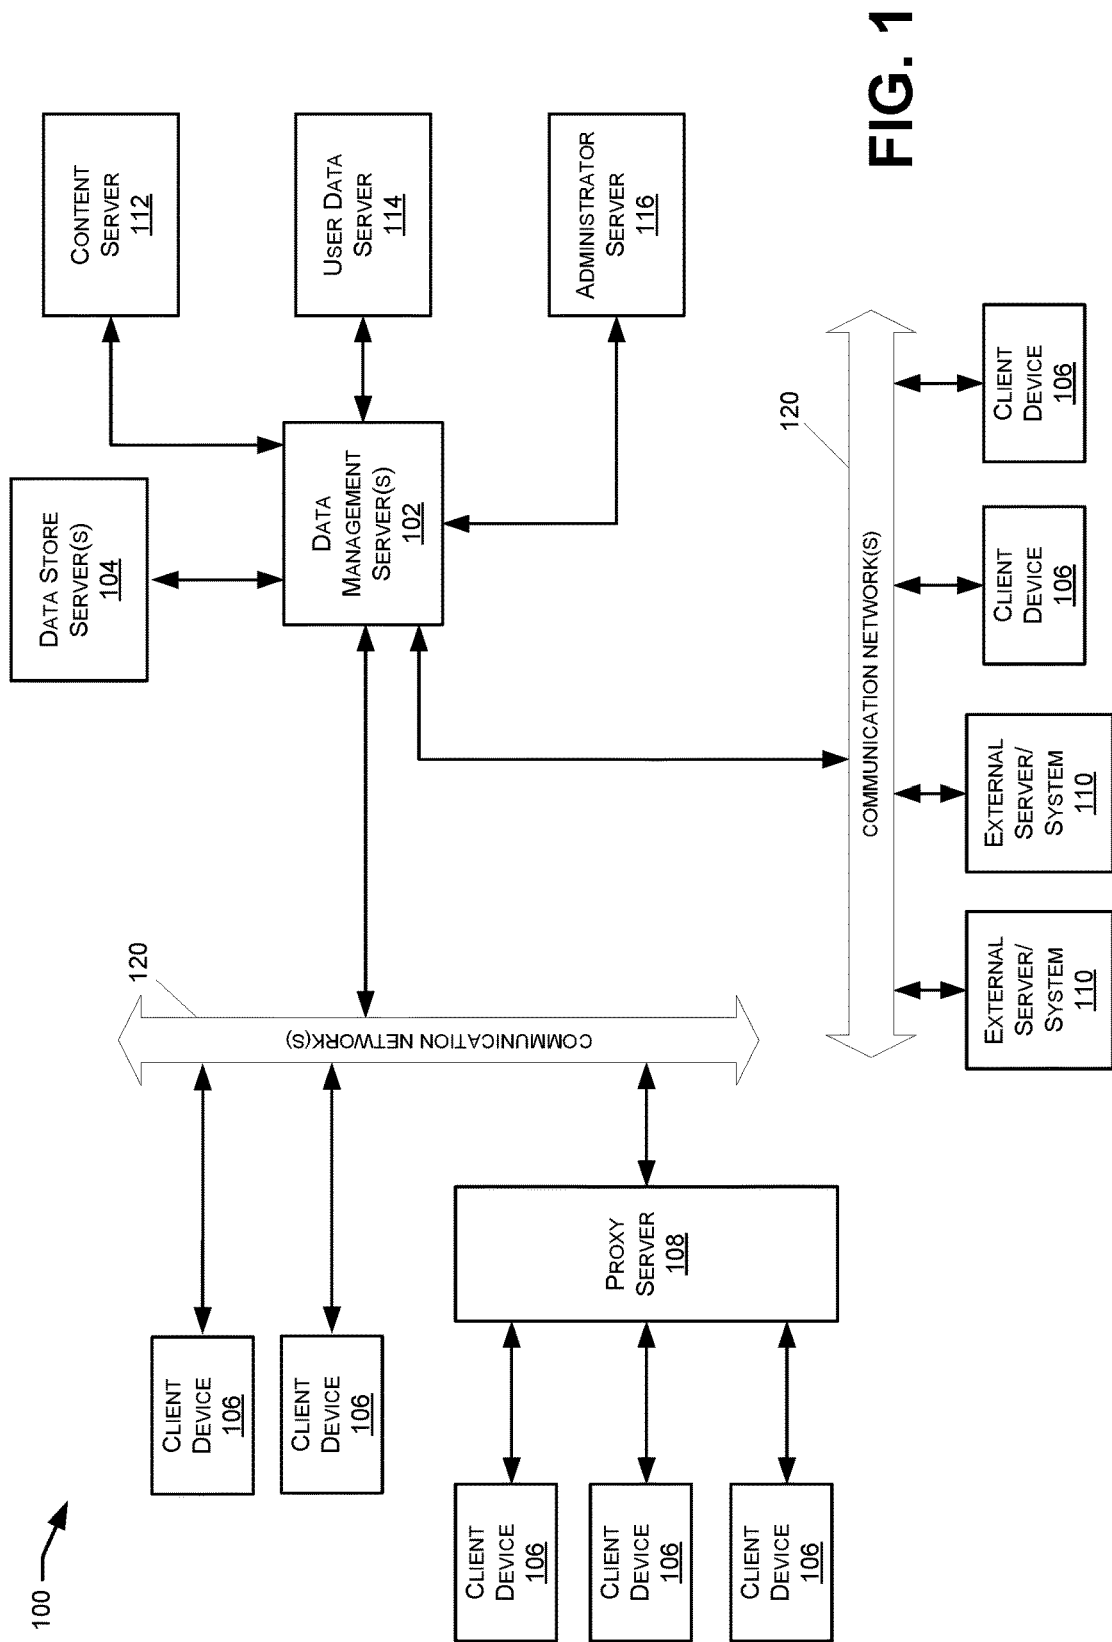 100
CLIENT
DEVICE
106
CLIENT
DEVICE
106
CLIENT
DEVICE
106
CLIENT
DEVICE
106
CLIENT
DEVICE
106
PROXY
SERVER
108
120
COMMUNICATION NETWORK(S)
DATA STORE
SERVER(S)
104
DATA
MANAGEMENT
SERVER(S)
102
CONTENT
SERVER
112
USER DATA
SERVER
114
ADMINISTRATOR
SERVER
116
120
COMMUNICATION NETWORK(S)
EXTERNAL
SERVER/
SYSTEM
110
EXTERNAL
SERVER/
SYSTEM
110
CLIENT
DEVICE
106
CLIENT
DEVICE
106
FIG. 1